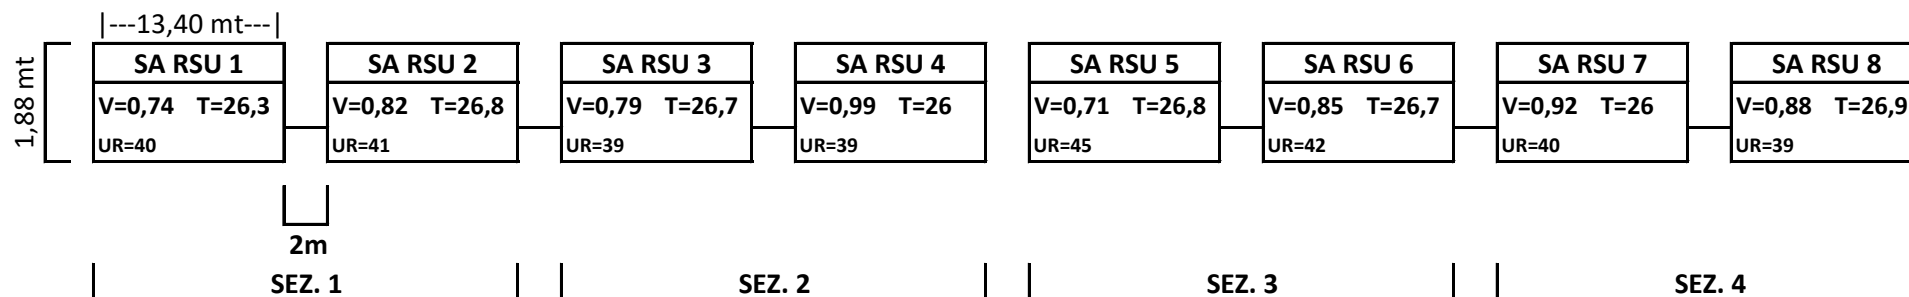 |---13,40 mt---|
1,88 mt
SA RSU 1 SA RSU 2 SA RSU 3 SA RSU 4 SA RSU 5 SA RSU 6 SA RSU 7 SA RSU 8
V=0,74 T=26,3 V=0,82 T=26,8 V=0,79 T=26,7 V=0,99 T=26 V=0,71 T=26,8 V=0,85 T=26,7 V=0,92 T=26 V=0,88 T=26,9
UR=40 UR=41 UR=39 UR=39 UR=45 UR=42 UR=40 UR=39
2m
SEZ. 1 SEZ. 2 SEZ. 3 SEZ. 4